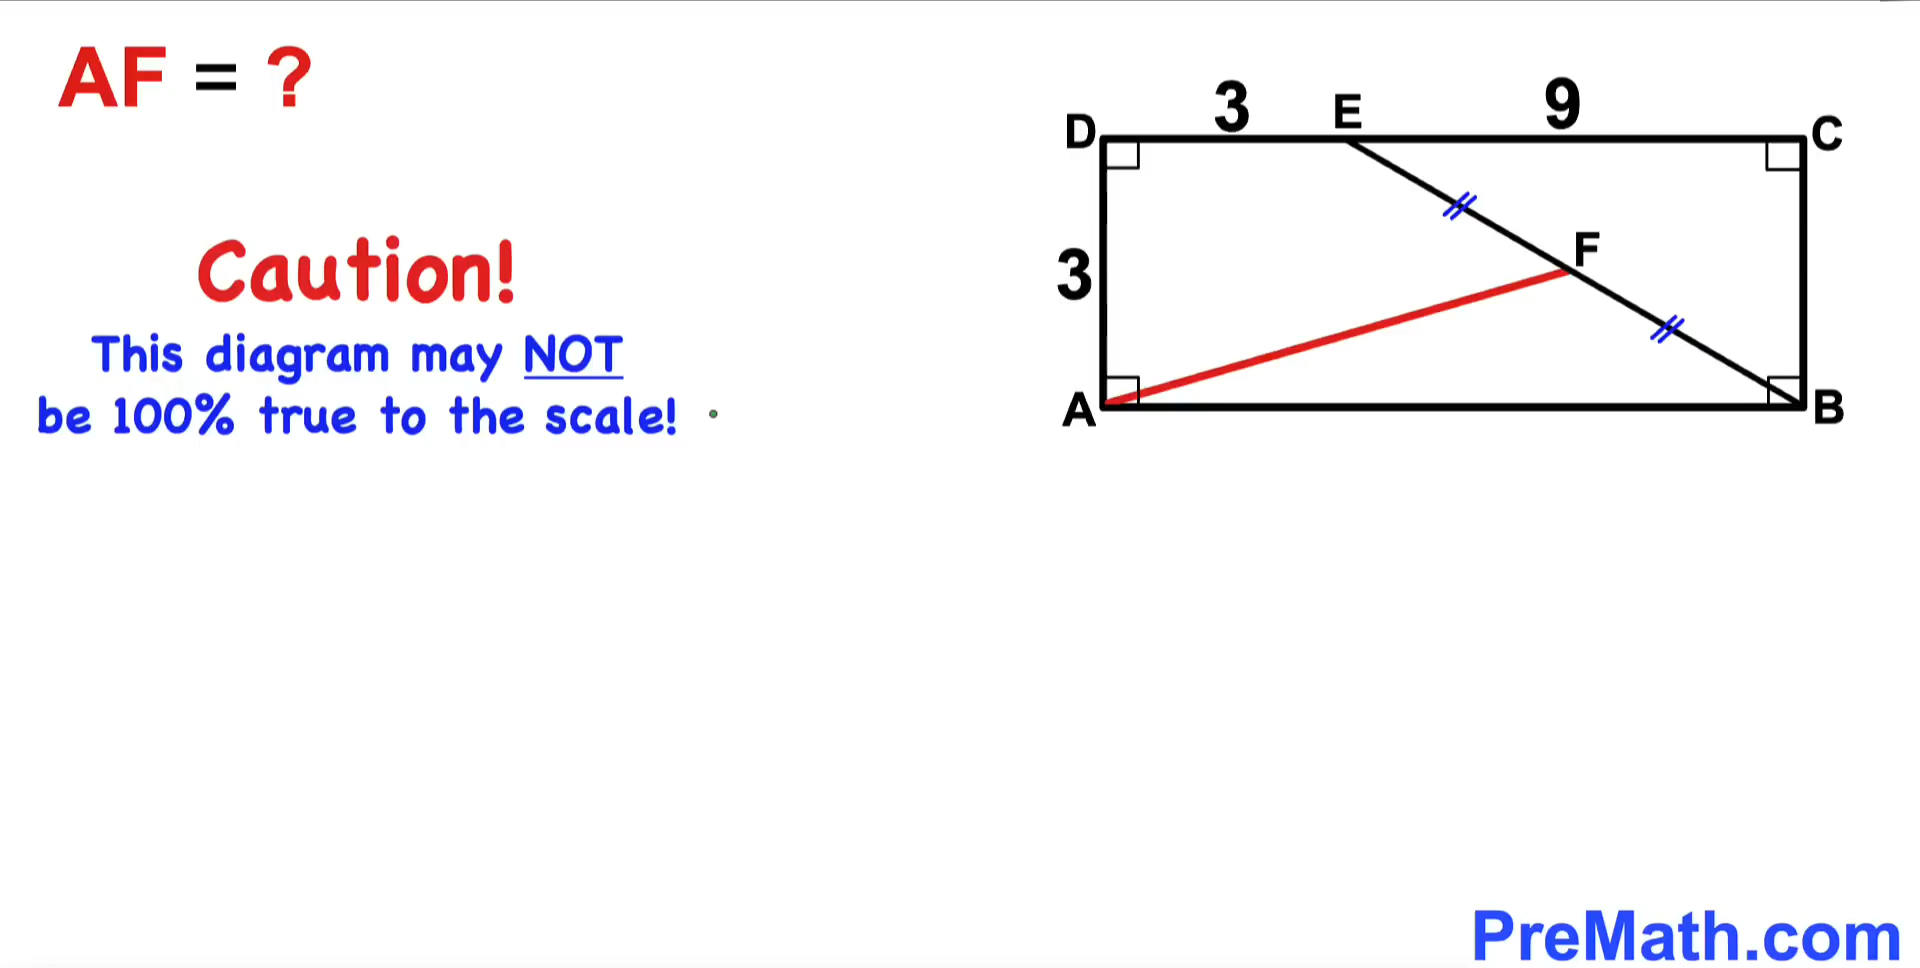 AF = ?
3 E 9
D C
Caution!
3 F
This diagram may NOT
be 100% true to the scale!
A B
PreMath.com